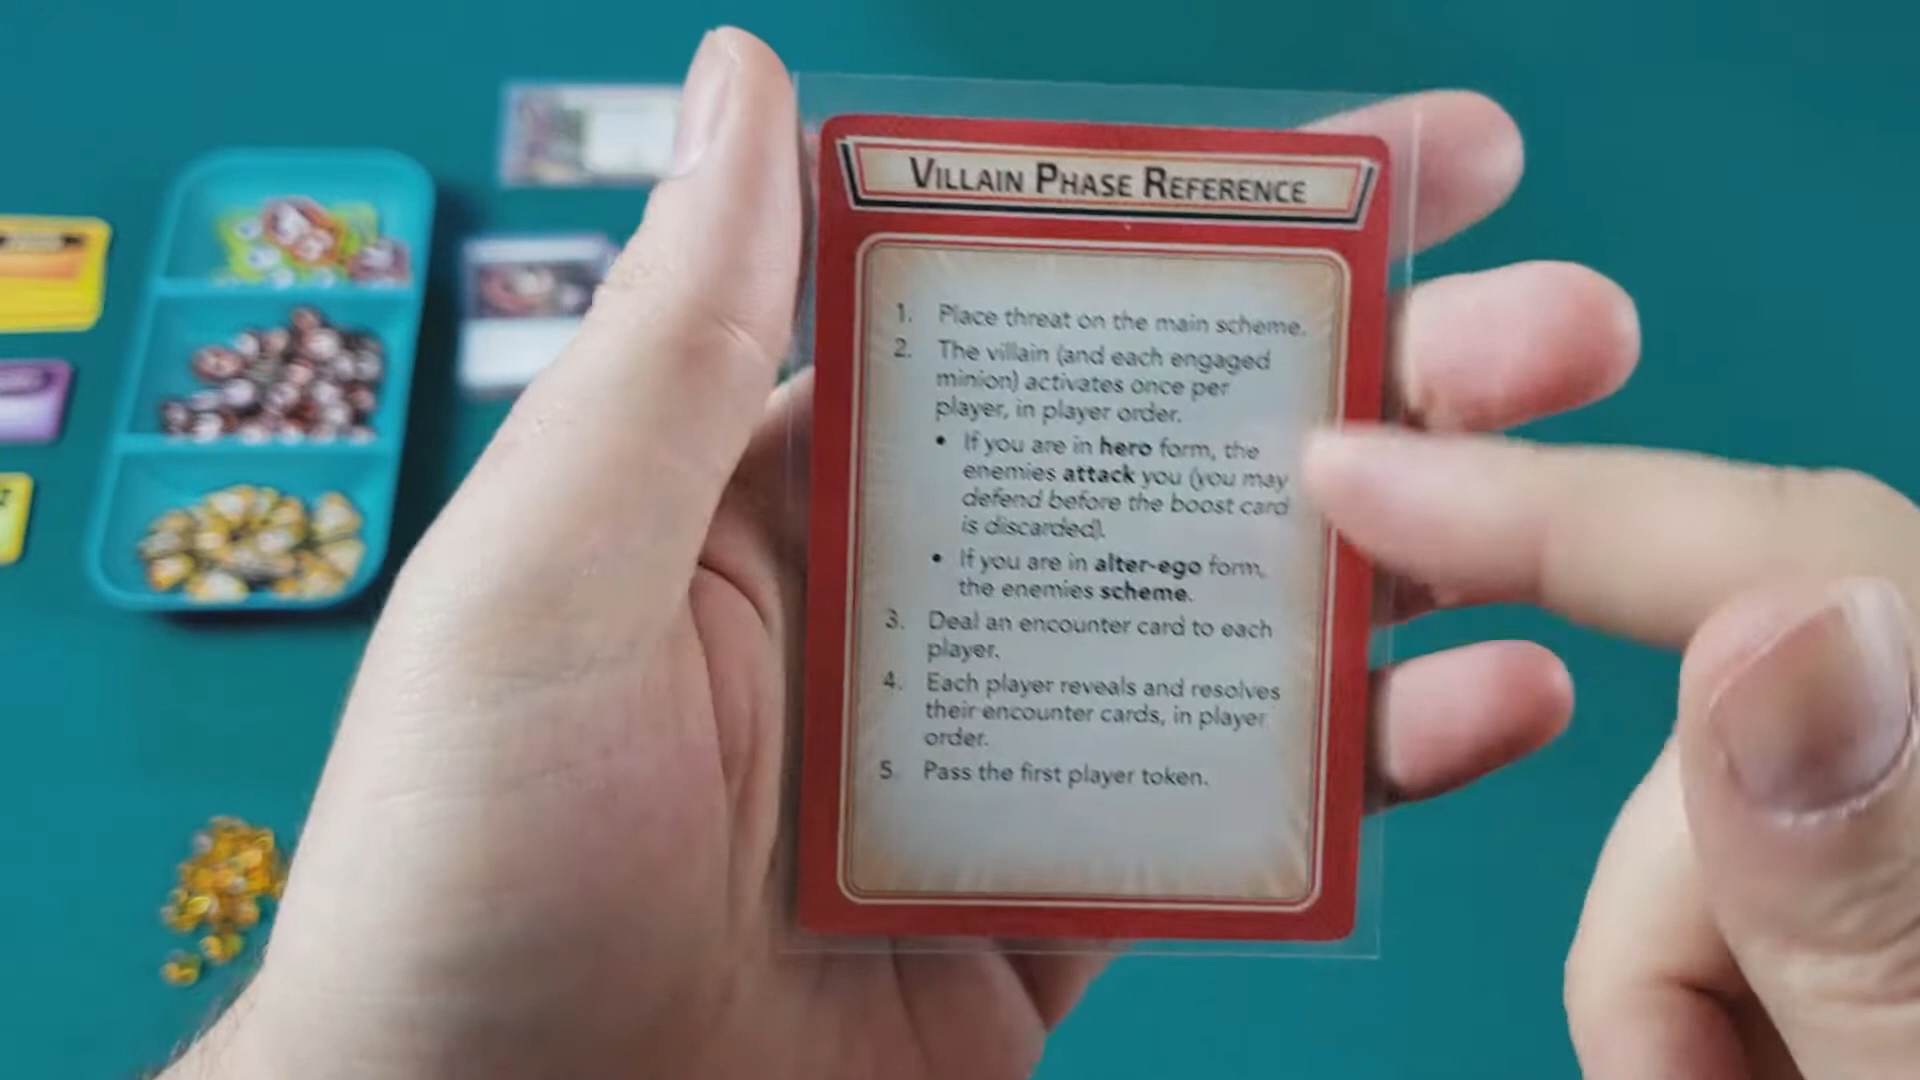 VILLAIN PHASE REFERENCE
1. Place threat on the main scheme.
2. The villain (and each engaged
minion) activates once per
player, in player order.
• If you are in hero form, the
enemies attack you (you may
defend before the boost card
is discarded).
• If you are in alter-ego form,
the enemies scheme.
3. Deal an encounter card to each
player.
4. Each player reveals and resolves
their encounter cards, in player
order.
5. Pass the first player token.